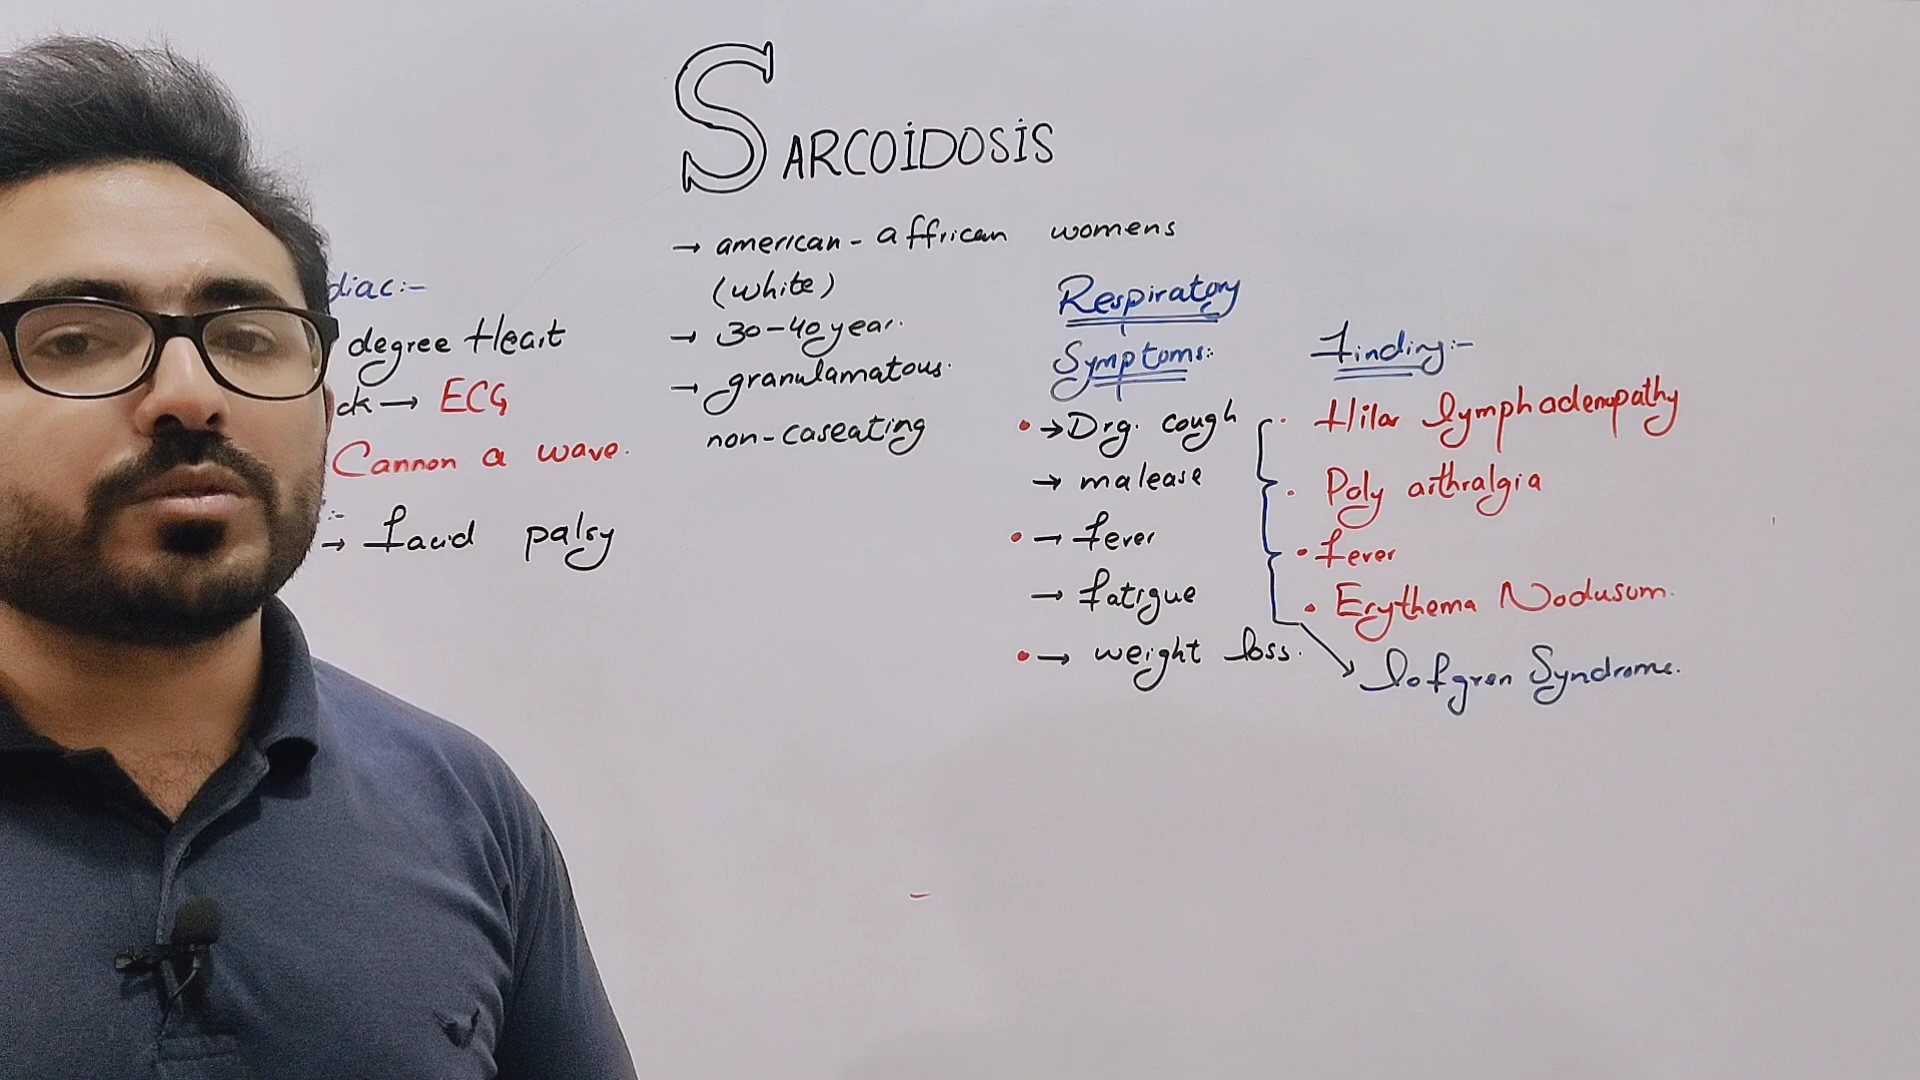 SARCOIDOSIS
→ american - affrican womens
(white)
→ 30-40 year.
→ granulamatous.
non-caseating
diac:-
degree Heart
ck → ECG
Cannon a wave.
:-
→ facid palsy
Respiratory
Symptoms:-
• → Dry. cough
→ malease
• → fever
→ fatigue
• → weight loss.
Finding:-
• Hilar lymphadenopathy
• Poly arthralgia
• fever
• Erythema Nodusum.
lofgren Syndrome.